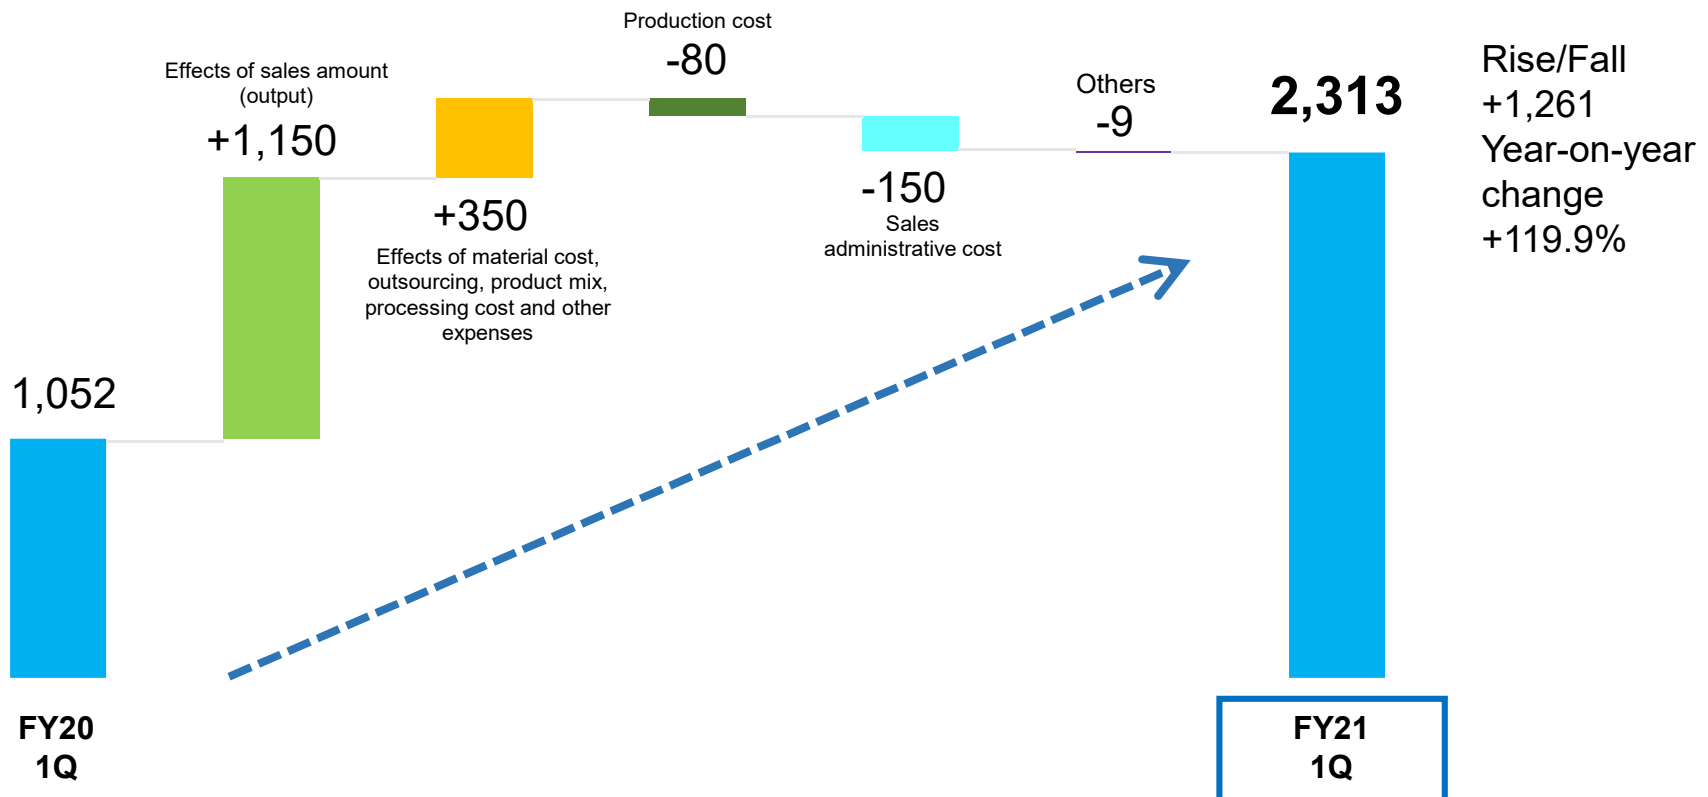 Production cost
-80
Effects of sales amount
(output)
+1,150
Others
-9
2,313
Rise/Fall
+1,261
Year-on-year
change
+119.9%
+350
Effects of material cost,
outsourcing, product mix,
processing cost and other
expenses
-150
Sales
administrative cost
1,052
FY20
1Q
FY21
1Q